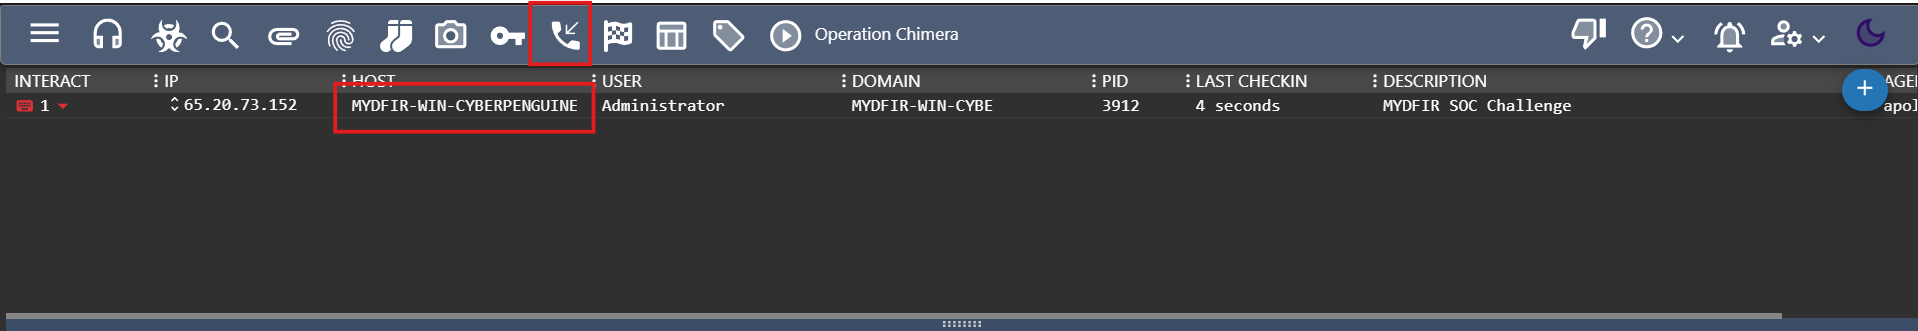 Operation Chimera
INTERACT IP HOST USER DOMAIN PID LAST CHECKIN DESCRIPTION AGE
1 65.20.73.152 MYDFIR-WIN-CYBERPENGUINE Administrator MYDFIR-WIN-CYBE 3912 4 seconds MYDFIR SOC Challenge apol